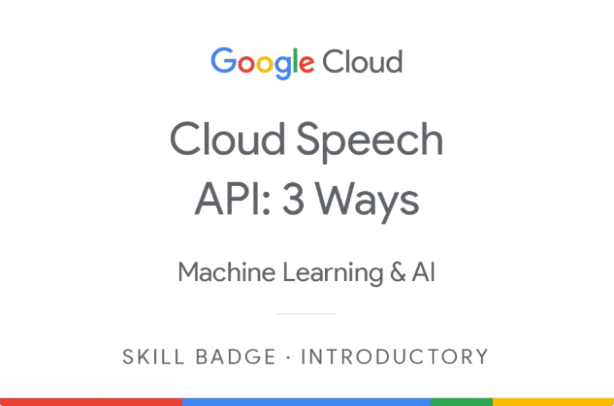 Google Cloud
Cloud Speech
API: 3 Ways
Machine Learning & AI
SKILL BADGE · INTRODUCTORY